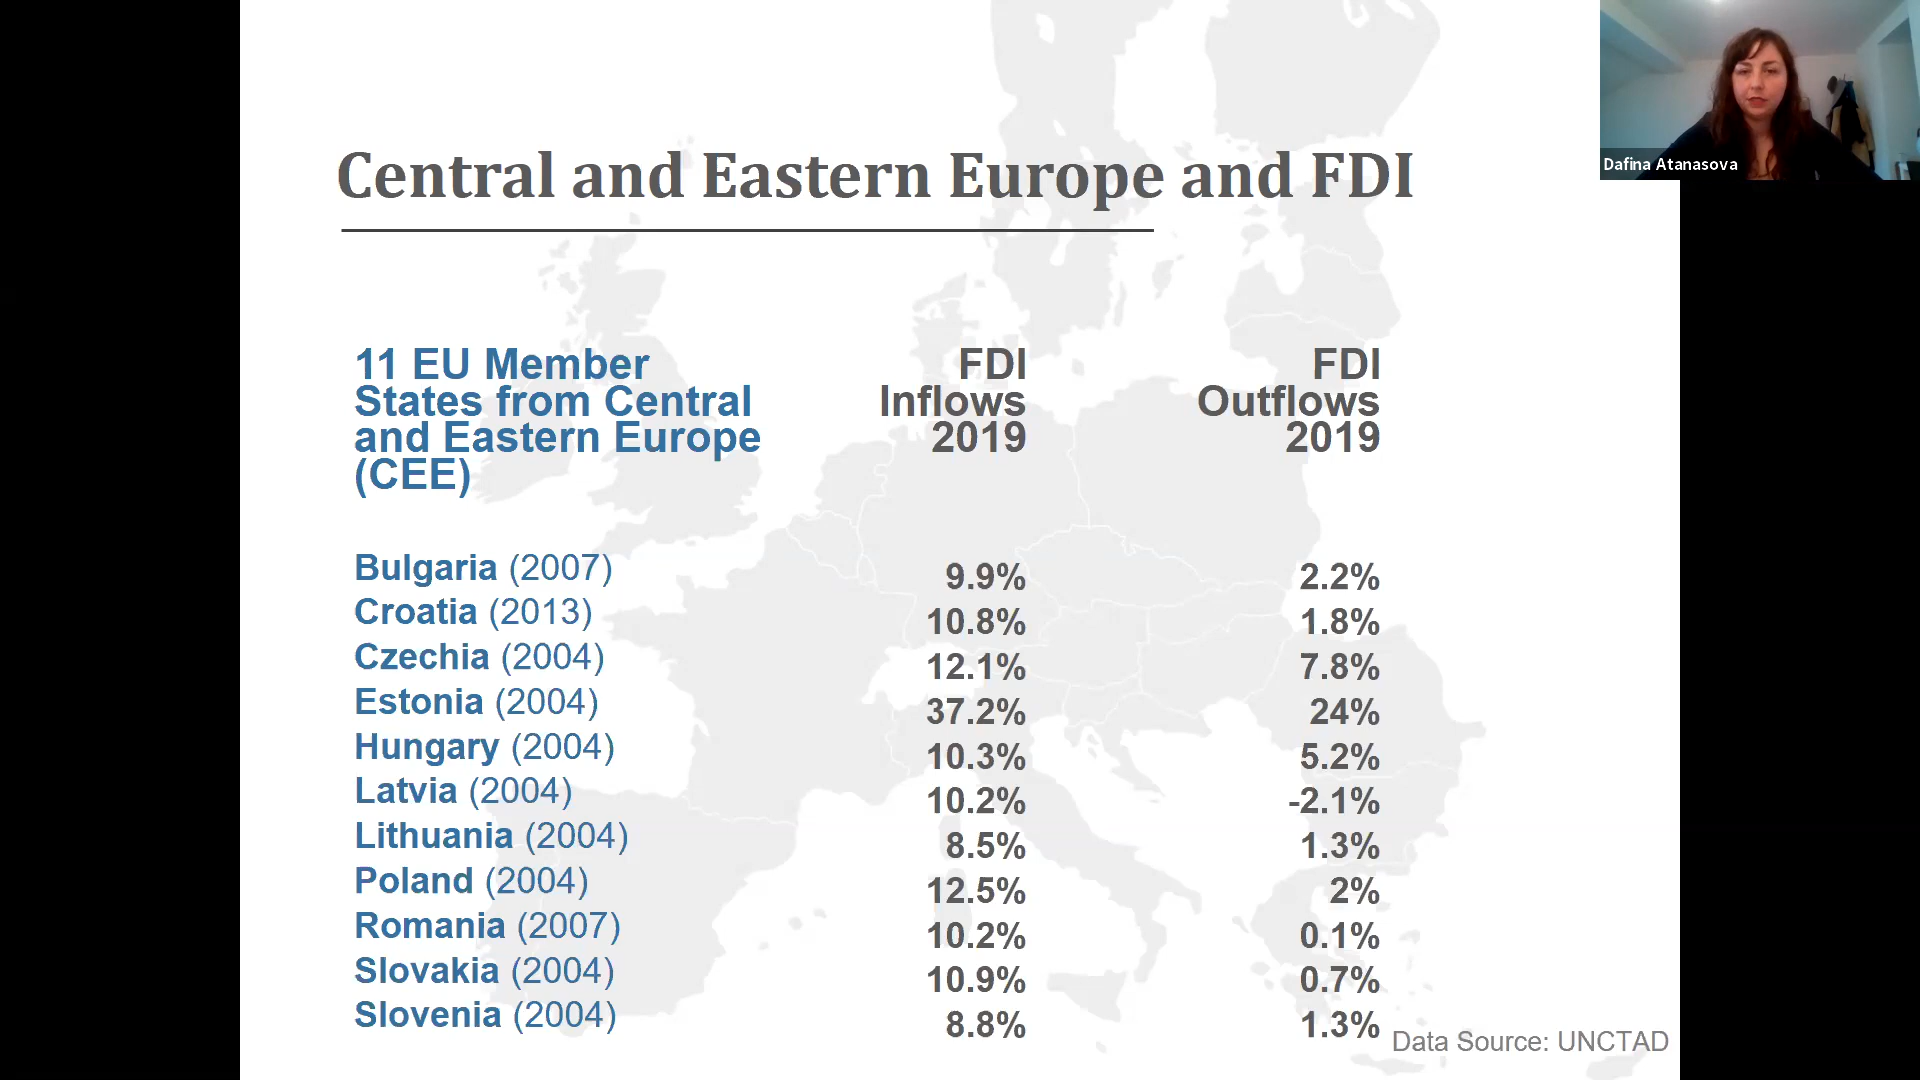 Central and Eastern Europe and FDI
Dafina Atanasova
11 EU Member
States from Central
and Eastern Europe
(CEE)
FDI
Inflows
2019
FDI
Outflows
2019
Bulgaria (2007) 9.9% 2.2%
Croatia (2013) 10.8% 1.8%
Czechia (2004) 12.1% 7.8%
Estonia (2004) 37.2% 24%
Hungary (2004) 10.3% 5.2%
Latvia (2004) 10.2% -2.1%
Lithuania (2004) 8.5% 1.3%
Poland (2004) 12.5% 2%
Romania (2007) 10.2% 0.1%
Slovakia (2004) 10.9% 0.7%
Slovenia (2004) 8.8% 1.3%
Data Source: UNCTAD